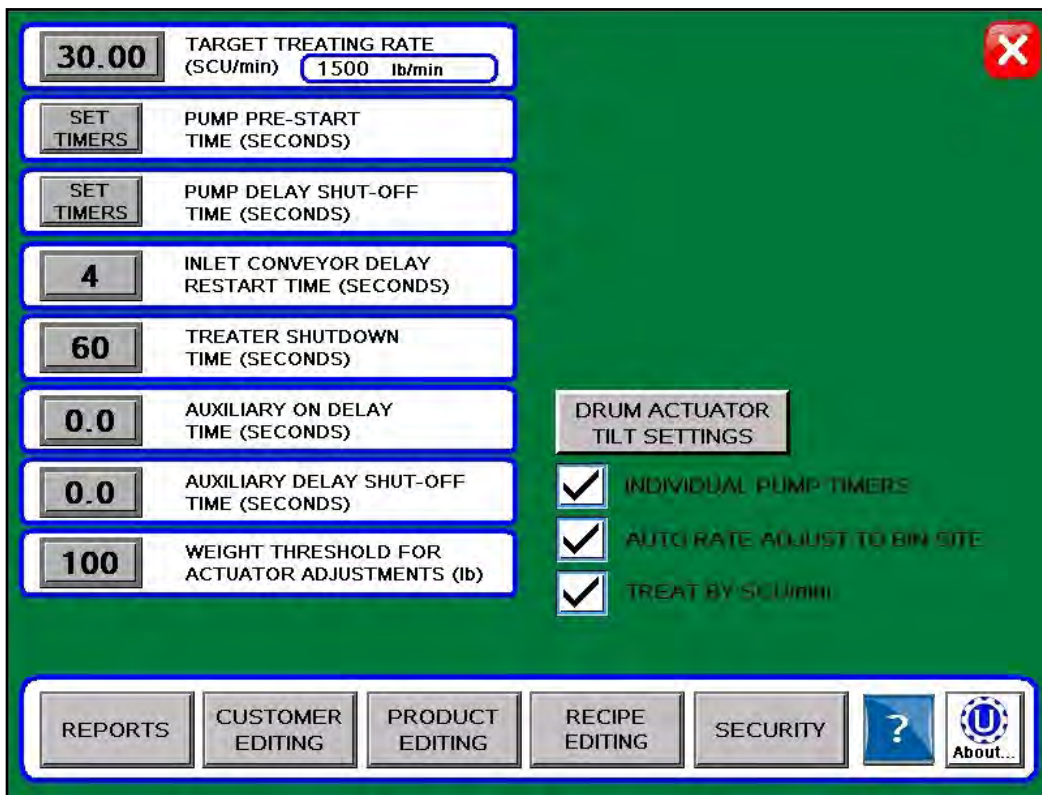 30.00
TARGET TREATING RATE
(SCU/min) 1500 lb/min
SET
TIMERS
PUMP PRE-START
TIME (SECONDS)
SET
TIMERS
PUMP DELAY SHUT-OFF
TIME (SECONDS)
4
INLET CONVEYOR DELAY
RESTART TIME (SECONDS)
60
TREATER SHUTDOWN
TIME (SECONDS)
0.0
AUXILIARY ON DELAY
TIME (SECONDS)
0.0
AUXILIARY DELAY SHUT-OFF
TIME (SECONDS)
100
WEIGHT THRESHOLD FOR
ACTUATOR ADJUSTMENTS (lb)
DRUM ACTUATOR
TILT SETTINGS
INDIVIDUAL PUMP TIMERS
AUTO RATE ADJUST TO BIN SITE
TREAT BY SCU/min
REPORTS
CUSTOMER
EDITING
PRODUCT
EDITING
RECIPE
EDITING
SECURITY
?
U
About...